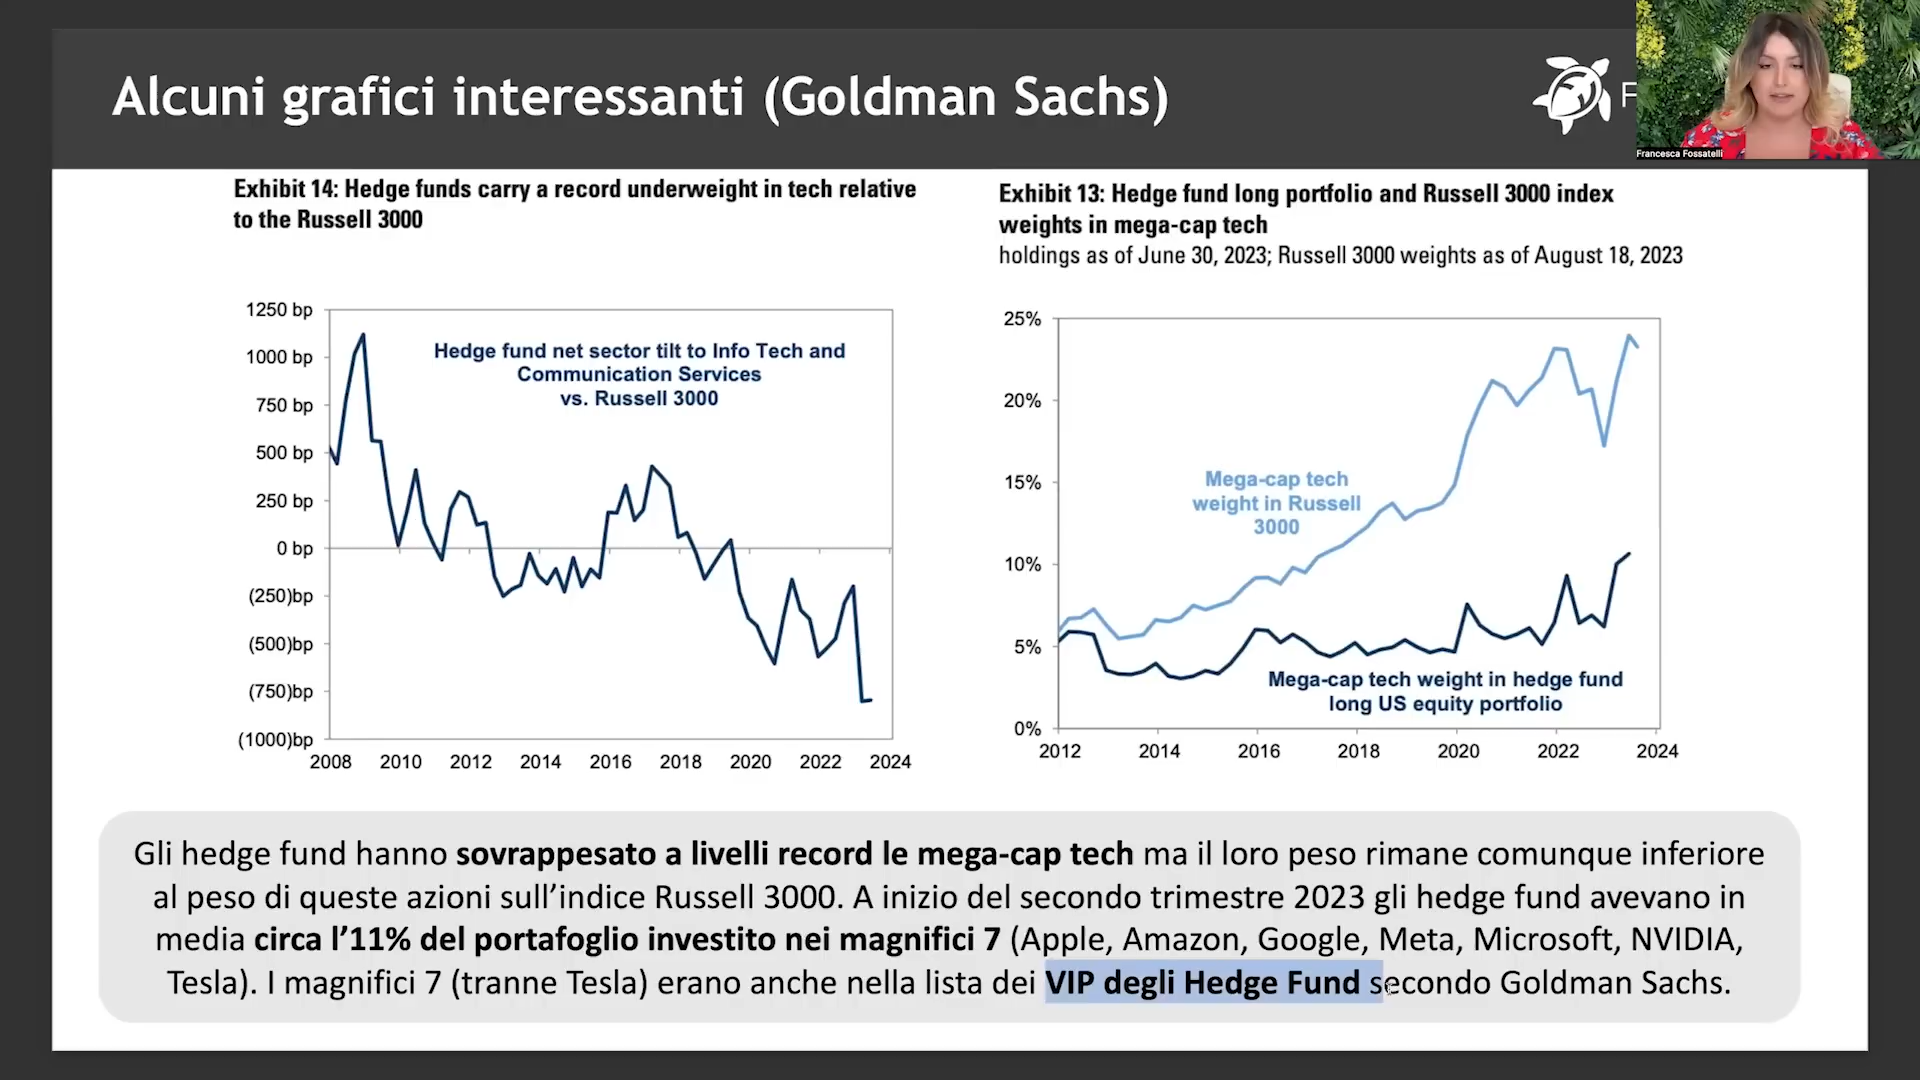 Alcuni grafici interessanti (Goldman Sachs)
F
Francesca Fossatelli
Exhibit 14: Hedge funds carry a record underweight in tech relative
to the Russell 3000
1250 bp
1000 bp
750 bp
500 bp
250 bp
0 bp
(250)bp
(500)bp
(750)bp
(1000)bp
Hedge fund net sector tilt to Info Tech and
Communication Services
vs. Russell 3000
2008 2010 2012 2014 2016 2018 2020 2022 2024
Exhibit 13: Hedge fund long portfolio and Russell 3000 index
weights in mega-cap tech
holdings as of June 30, 2023; Russell 3000 weights as of August 18, 2023
25%
20%
15%
10%
5%
0%
Mega-cap tech
weight in Russell
3000
Mega-cap tech weight in hedge fund
long US equity portfolio
2012 2014 2016 2018 2020 2022 2024
Gli hedge fund hanno sovrappesato a livelli record le mega-cap tech ma il loro peso rimane comunque inferiore
al peso di queste azioni sull’indice Russell 3000. A inizio del secondo trimestre 2023 gli hedge fund avevano in
media circa l’11% del portafoglio investito nei magnifici 7 (Apple, Amazon, Google, Meta, Microsoft, NVIDIA,
Tesla). I magnifici 7 (tranne Tesla) erano anche nella lista dei VIP degli Hedge Fund secondo Goldman Sachs.